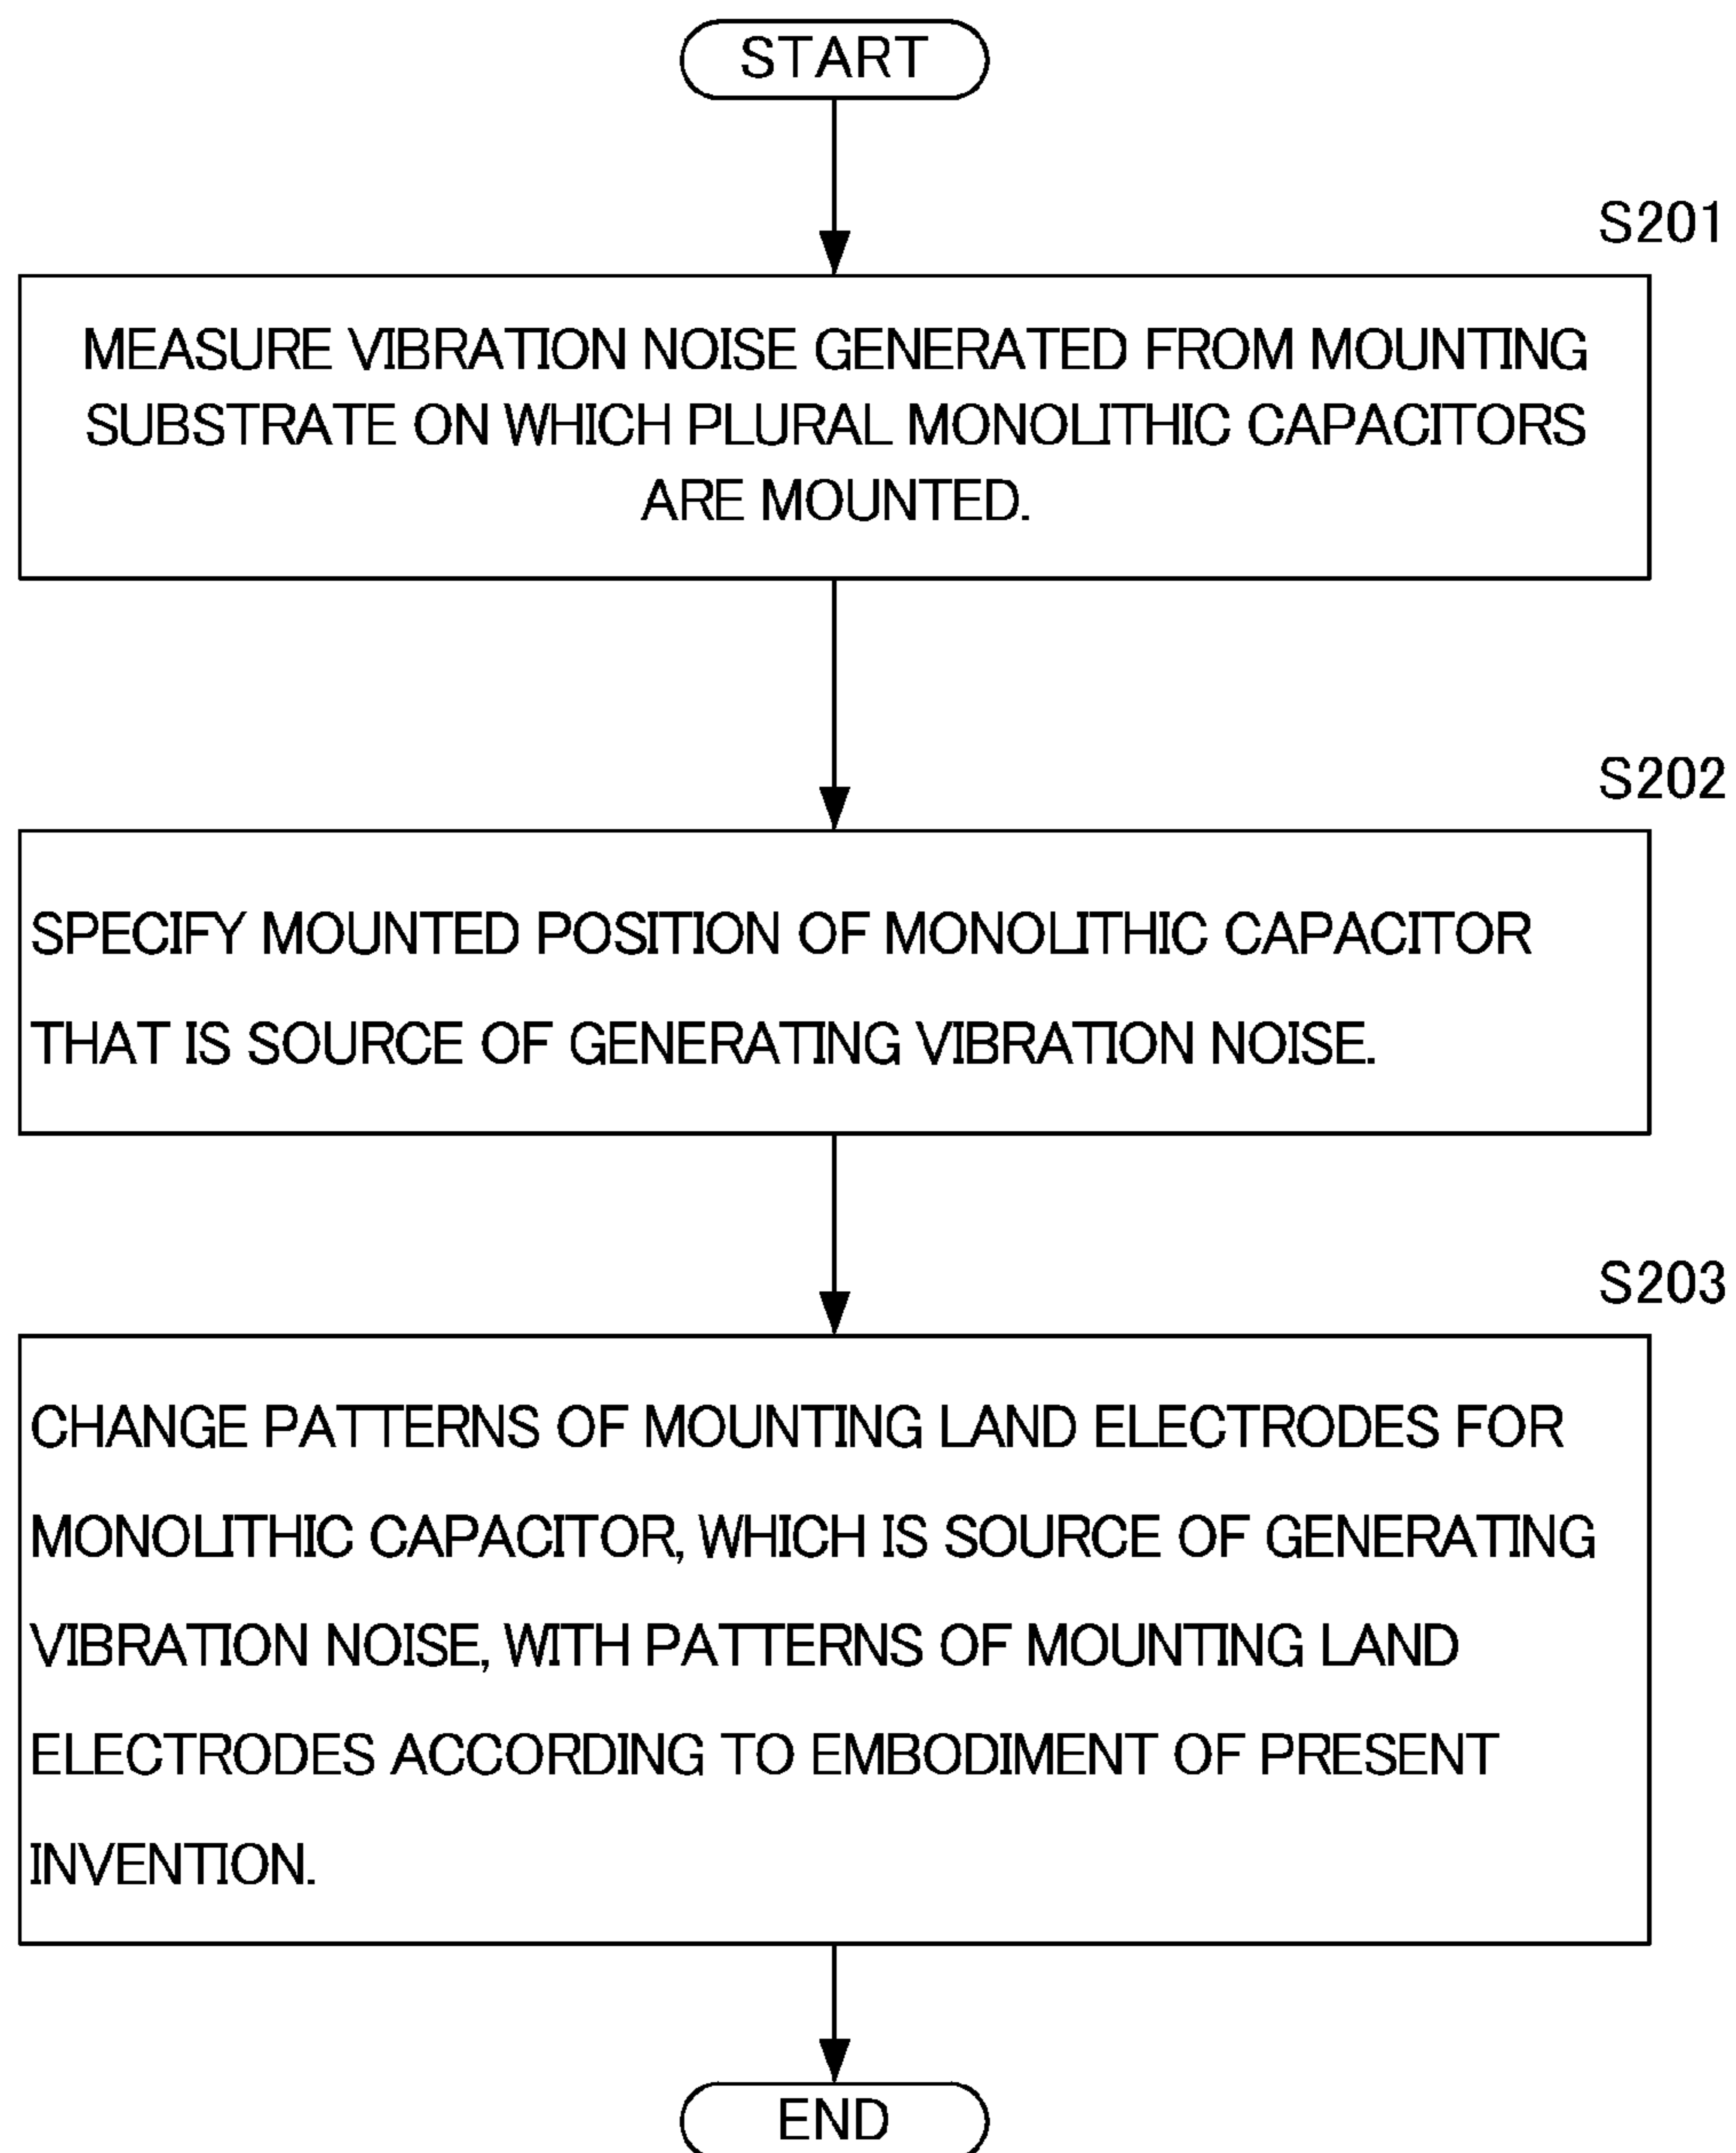 START
S201
MEASURE VIBRATION NOISE GENERATED FROM MOUNTING
SUBSTRATE ON WHICH PLURAL MONOLITHIC CAPACITORS
ARE MOUNTED.
S202
SPECIFY MOUNTED POSITION OF MONOLITHIC CAPACITOR
THAT IS SOURCE OF GENERATING VIBRATION NOISE.
S203
CHANGE PATTERNS OF MOUNTING LAND ELECTRODES FOR
MONOLITHIC CAPACITOR, WHICH IS SOURCE OF GENERATING
VIBRATION NOISE, WITH PATTERNS OF MOUNTING LAND
ELECTRODES ACCORDING TO EMBODIMENT OF PRESENT
INVENTION.
END